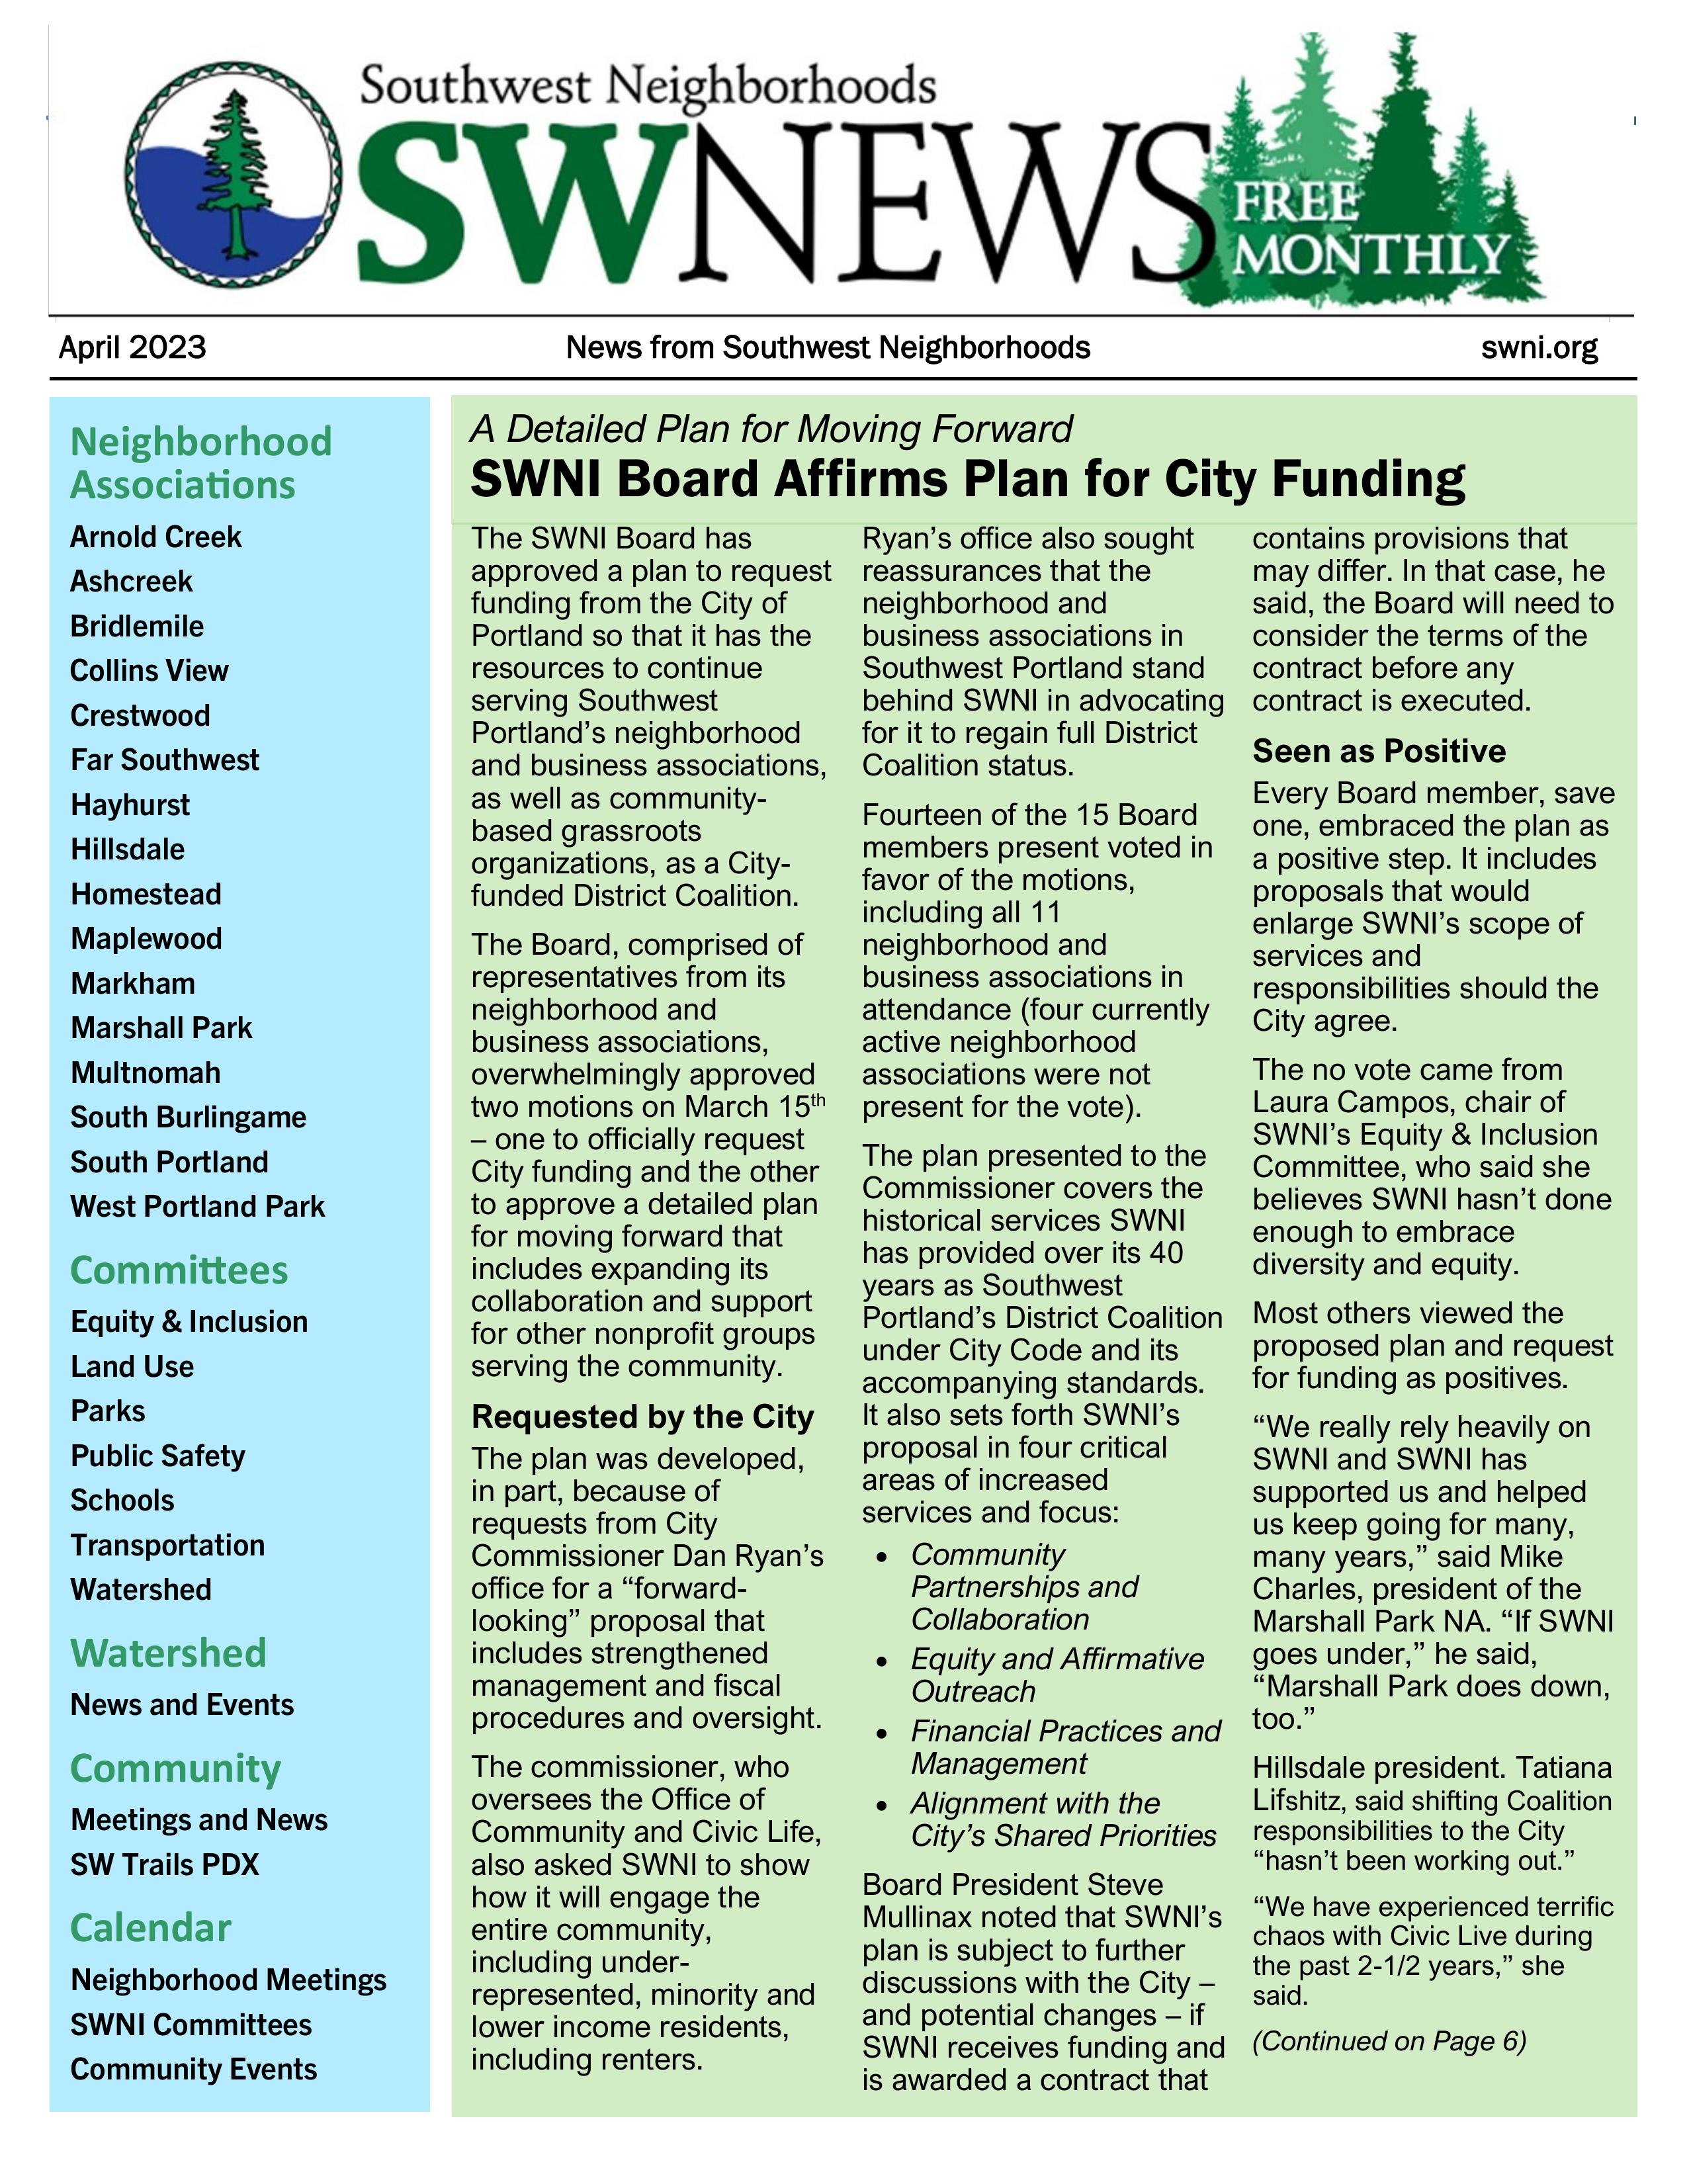 Southwest Neighborhoods
SWNEWS
FREE
MONTHLY
April 2023
News from Southwest Neighborhoods
swni.org
Neighborhood
Associations
Arnold Creek
Ashcreek
Bridlemile
Collins View
Crestwood
Far Southwest
Hayhurst
Hillsdale
Homestead
Maplewood
Markham
Marshall Park
Multnomah
South Burlingame
South Portland
West Portland Park
Committees
Equity & Inclusion
Land Use
Parks
Public Safety
Schools
Transportation
Watershed
Watershed
News and Events
Community
Meetings and News
SW Trails PDX
Calendar
Neighborhood Meetings
SWNI Committees
Community Events
A Detailed Plan for Moving Forward
SWNI Board Affirms Plan for City Funding
The SWNI Board has
approved a plan to request
funding from the City of
Portland so that it has the
resources to continue
serving Southwest
Portland’s neighborhood
and business associations,
as well as community-
based grassroots
organizations, as a City-
funded District Coalition.
The Board, comprised of
representatives from its
neighborhood and
business associations,
overwhelmingly approved
two motions on March 15th
– one to officially request
City funding and the other
to approve a detailed plan
for moving forward that
includes expanding its
collaboration and support
for other nonprofit groups
serving the community.
Requested by the City
The plan was developed,
in part, because of
requests from City
Commissioner Dan Ryan’s
office for a “forward-
looking” proposal that
includes strengthened
management and fiscal
procedures and oversight.
The commissioner, who
oversees the Office of
Community and Civic Life,
also asked SWNI to show
how it will engage the
entire community,
including under-
represented, minority and
lower income residents,
including renters.
Ryan’s office also sought
reassurances that the
neighborhood and
business associations in
Southwest Portland stand
behind SWNI in advocating
for it to regain full District
Coalition status.
Fourteen of the 15 Board
members present voted in
favor of the motions,
including all 11
neighborhood and
business associations in
attendance (four currently
active neighborhood
associations were not
present for the vote).
The plan presented to the
Commissioner covers the
historical services SWNI
has provided over its 40
years as Southwest
Portland’s District Coalition
under City Code and its
accompanying standards.
It also sets forth SWNI’s
proposal in four critical
areas of increased
services and focus:
• Community
Partnerships and
Collaboration
• Equity and Affirmative
Outreach
• Financial Practices and
Management
• Alignment with the
City’s Shared Priorities
Board President Steve
Mullinax noted that SWNI’s
plan is subject to further
discussions with the City –
and potential changes – if
SWNI receives funding and
is awarded a contract that
contains provisions that
may differ. In that case, he
said, the Board will need to
consider the terms of the
contract before any
contract is executed.
Seen as Positive
Every Board member, save
one, embraced the plan as
a positive step. It includes
proposals that would
enlarge SWNI’s scope of
services and
responsibilities should the
City agree.
The no vote came from
Laura Campos, chair of
SWNI’s Equity & Inclusion
Committee, who said she
believes SWNI hasn’t done
enough to embrace
diversity and equity.
Most others viewed the
proposed plan and request
for funding as positives.
“We really rely heavily on
SWNI and SWNI has
supported us and helped
us keep going for many,
many years,” said Mike
Charles, president of the
Marshall Park NA. “If SWNI
goes under,” he said,
“Marshall Park does down,
too.”
Hillsdale president. Tatiana
Lifshitz, said shifting Coalition
responsibilities to the City
“hasn’t been working out.”
“We have experienced terrific
chaos with Civic Live during
the past 2-1/2 years,” she
said.
(Continued on Page 6)